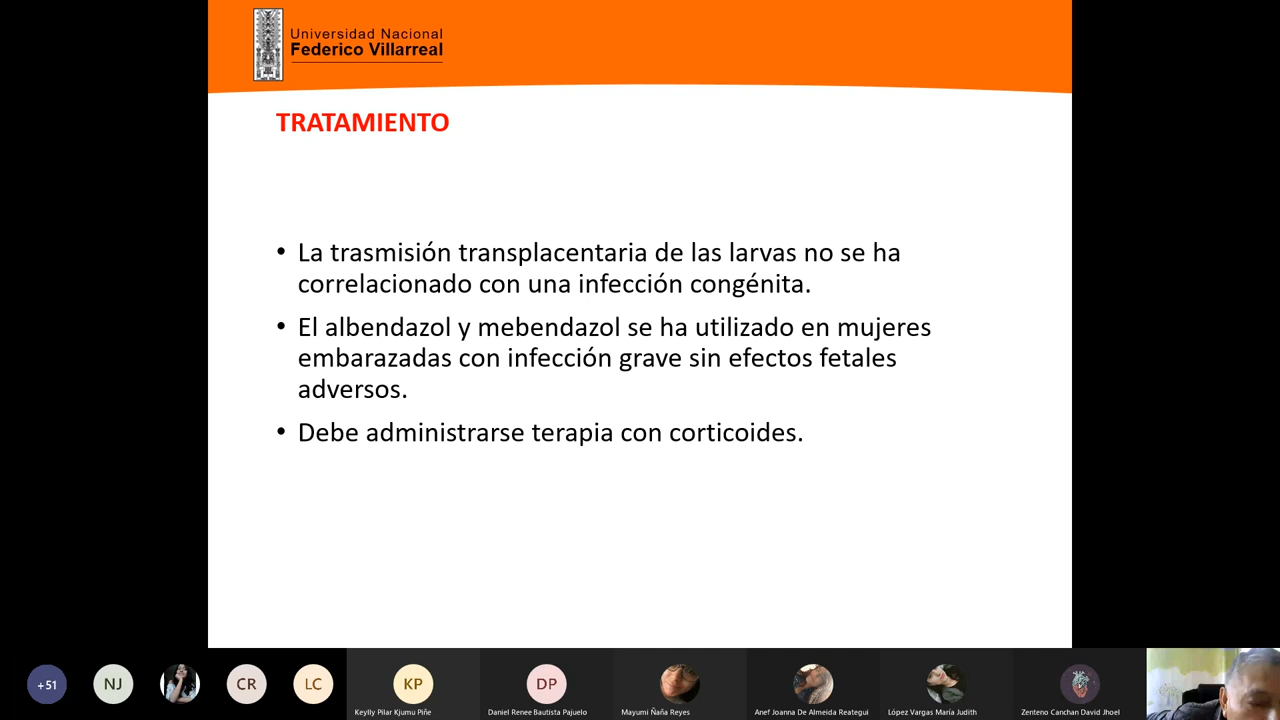 Universidad Nacional
Federico Villarreal
TRATAMIENTO
• La trasmisión transplacentaria de las larvas no se ha
correlacionado con una infección congénita.
• El albendazol y mebendazol se ha utilizado en mujeres
embarazadas con infección grave sin efectos fetales
adversos.
• Debe administrarse terapia con corticoides.
+51
NJ
CR
LC
KP
DP
Keylly Pilar Kjumu Piñe
Daniel Renee Bautista Pajuelo
Mayumi Ñaña Reyes
Anef Joanna De Almeida Reategui
López Vargas María Judith
Zenteno Canchan David Jhoel